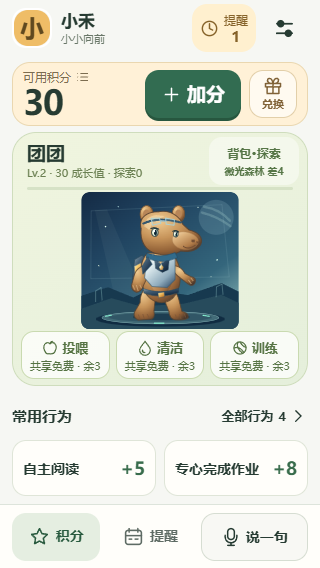 小
小禾
小小向前
提醒
1
可用积分
30
加分
兑换
团团
Lv.2 · 30 成长值 · 探索0
背包•探索
微光森林 差4
投喂
共享免费 · 余3
清洁
共享免费 · 余3
训练
共享免费 · 余3
常用行为
全部行为 4
自主阅读 +5
专心完成作业 +8
积分
提醒
说一句